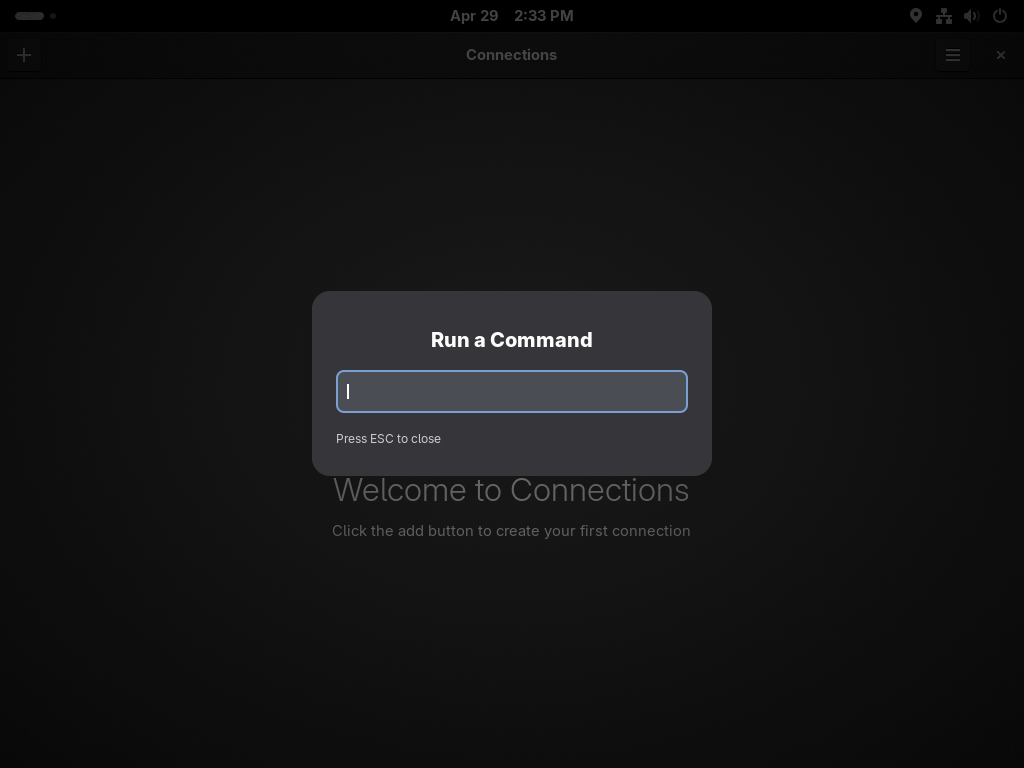 Apr 29 2:33 PM
Connections
Run a Command
Press ESC to close
Welcome to Connections
Click the add button to create your first connection